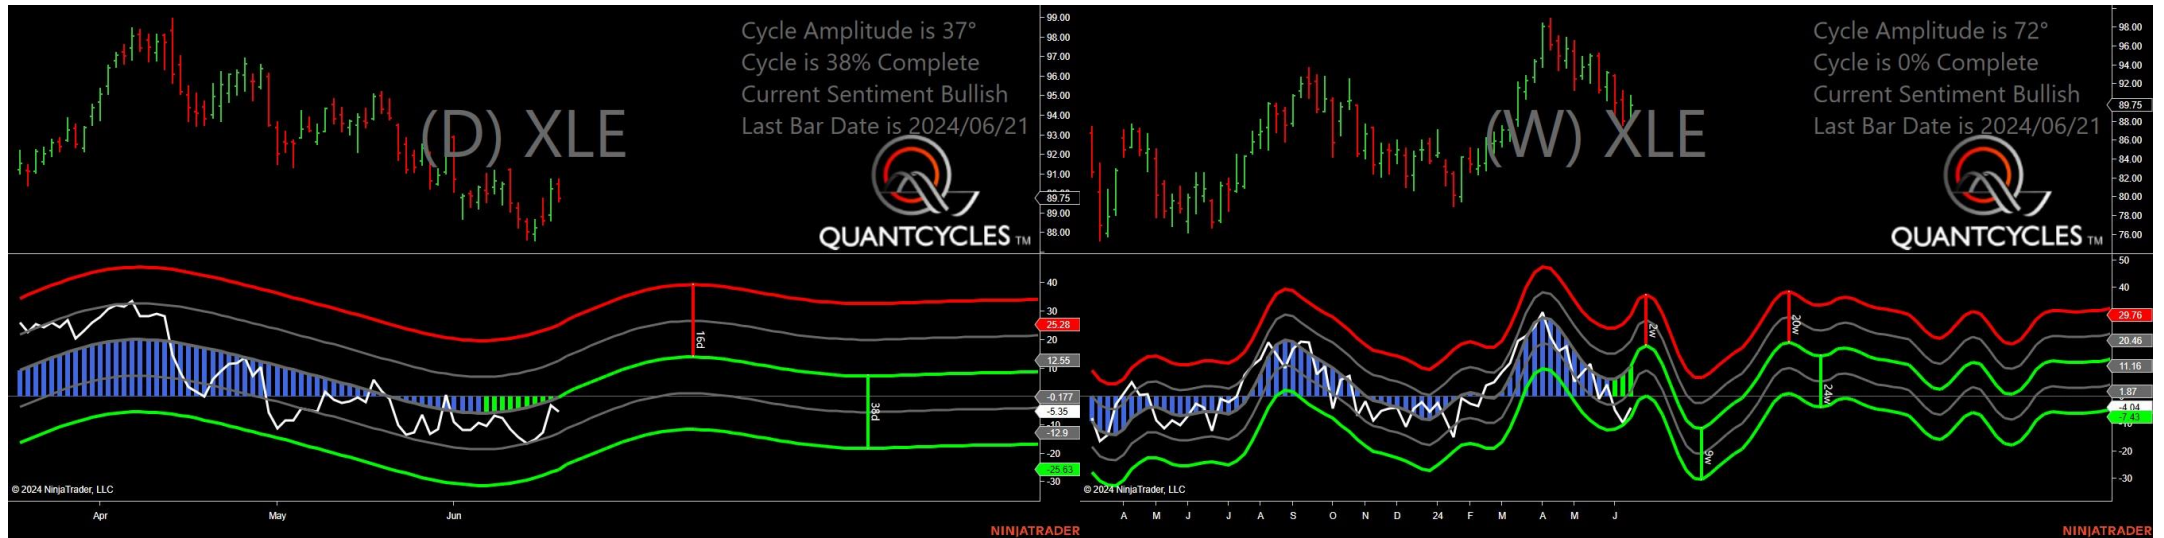 Cycle Amplitude is 37°
Cycle is 38% Complete
Current Sentiment Bullish
Last Bar Date is 2024/06/21
(D) XLE
QUANTCYCLES TM
99.00
98.00
97.00
96.00
95.00
94.00
93.00
92.00
91.00
89.75
89.00
88.00
40
30
25.28
20
12.55
10
-0.177
-5.35
-12.9
-20
-25.63
-30
16d
38d
© 2024 NinjaTrader, LLC
Apr May Jun
NINJATRADER
Cycle Amplitude is 72°
Cycle is 0% Complete
Current Sentiment Bullish
Last Bar Date is 2024/06/21
(W) XLE
QUANTCYCLES TM
98.00
96.00
94.00
92.00
89.75
88.00
86.00
84.00
82.00
80.00
78.00
76.00
50
40
29.76
20.46
11.16
1.87
-4.04
-7.43
-20
-30
2w
9w
20w
24w
© 2024 NinjaTrader, LLC
A M J J A S O N D 24 F M A M J
NINJATRADER